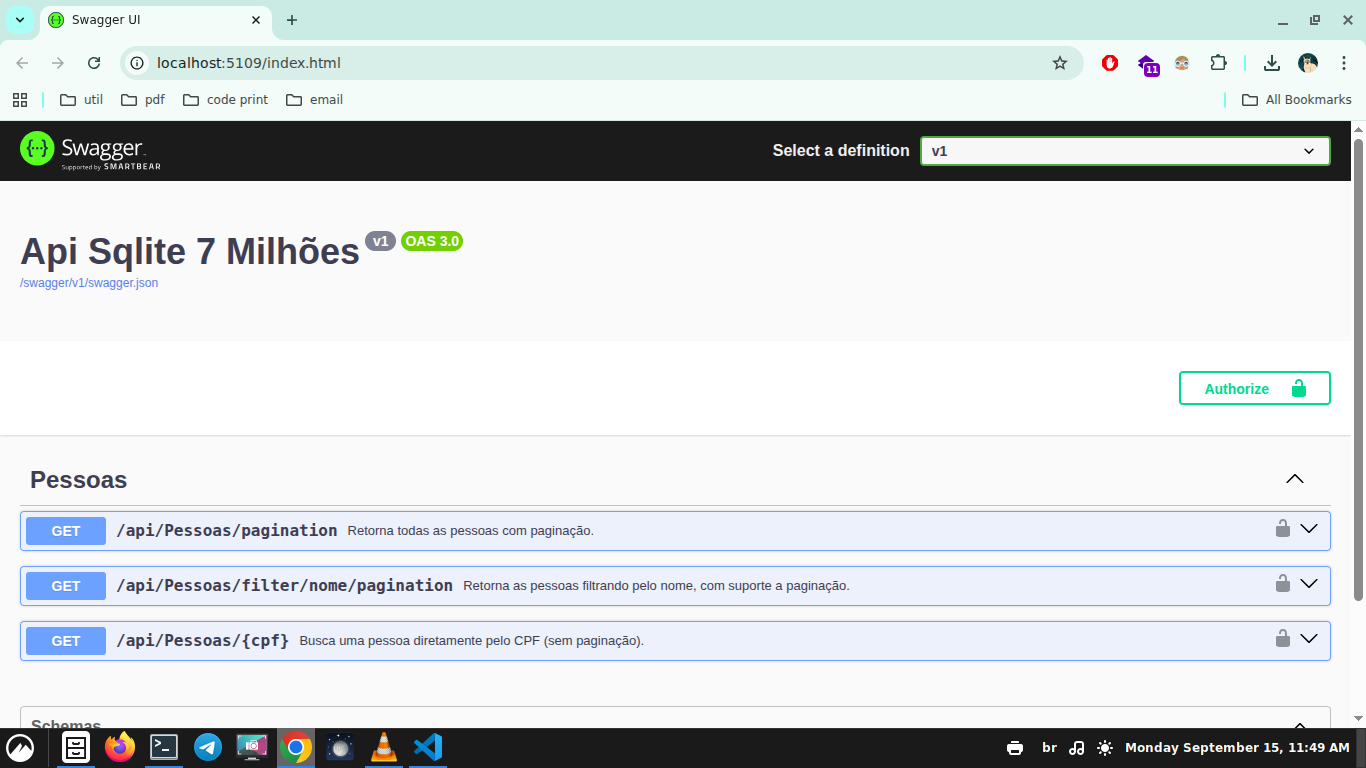 Swagger UI
localhost:5109/index.html
11
util
pdf
code print
email
All Bookmarks
Swagger
Supported by SMARTBEAR
Select a definition
v1
Api Sqlite 7 Milhões v1 OAS 3.0
/swagger/v1/swagger.json
Authorize
Pessoas
GET /api/Pessoas/pagination Retorna todas as pessoas com paginação.
GET /api/Pessoas/filter/nome/pagination Retorna as pessoas filtrando pelo nome, com suporte a paginação.
GET /api/Pessoas/{cpf} Busca uma pessoa diretamente pelo CPF (sem paginação).
Schemas
br
Monday September 15, 11:49 AM